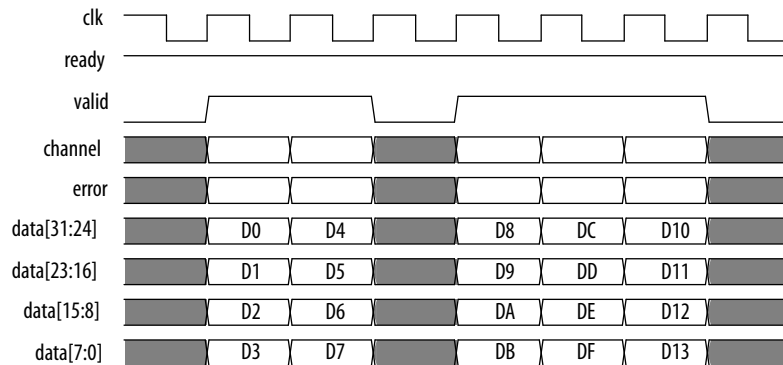 clk
ready
valid
channel
error
data[31:24] D0 D4 D8 DC D10
data[23:16] D1 D5 D9 DD D11
data[15:8] D2 D6 DA DE D12
data[7:0] D3 D7 DB DF D13